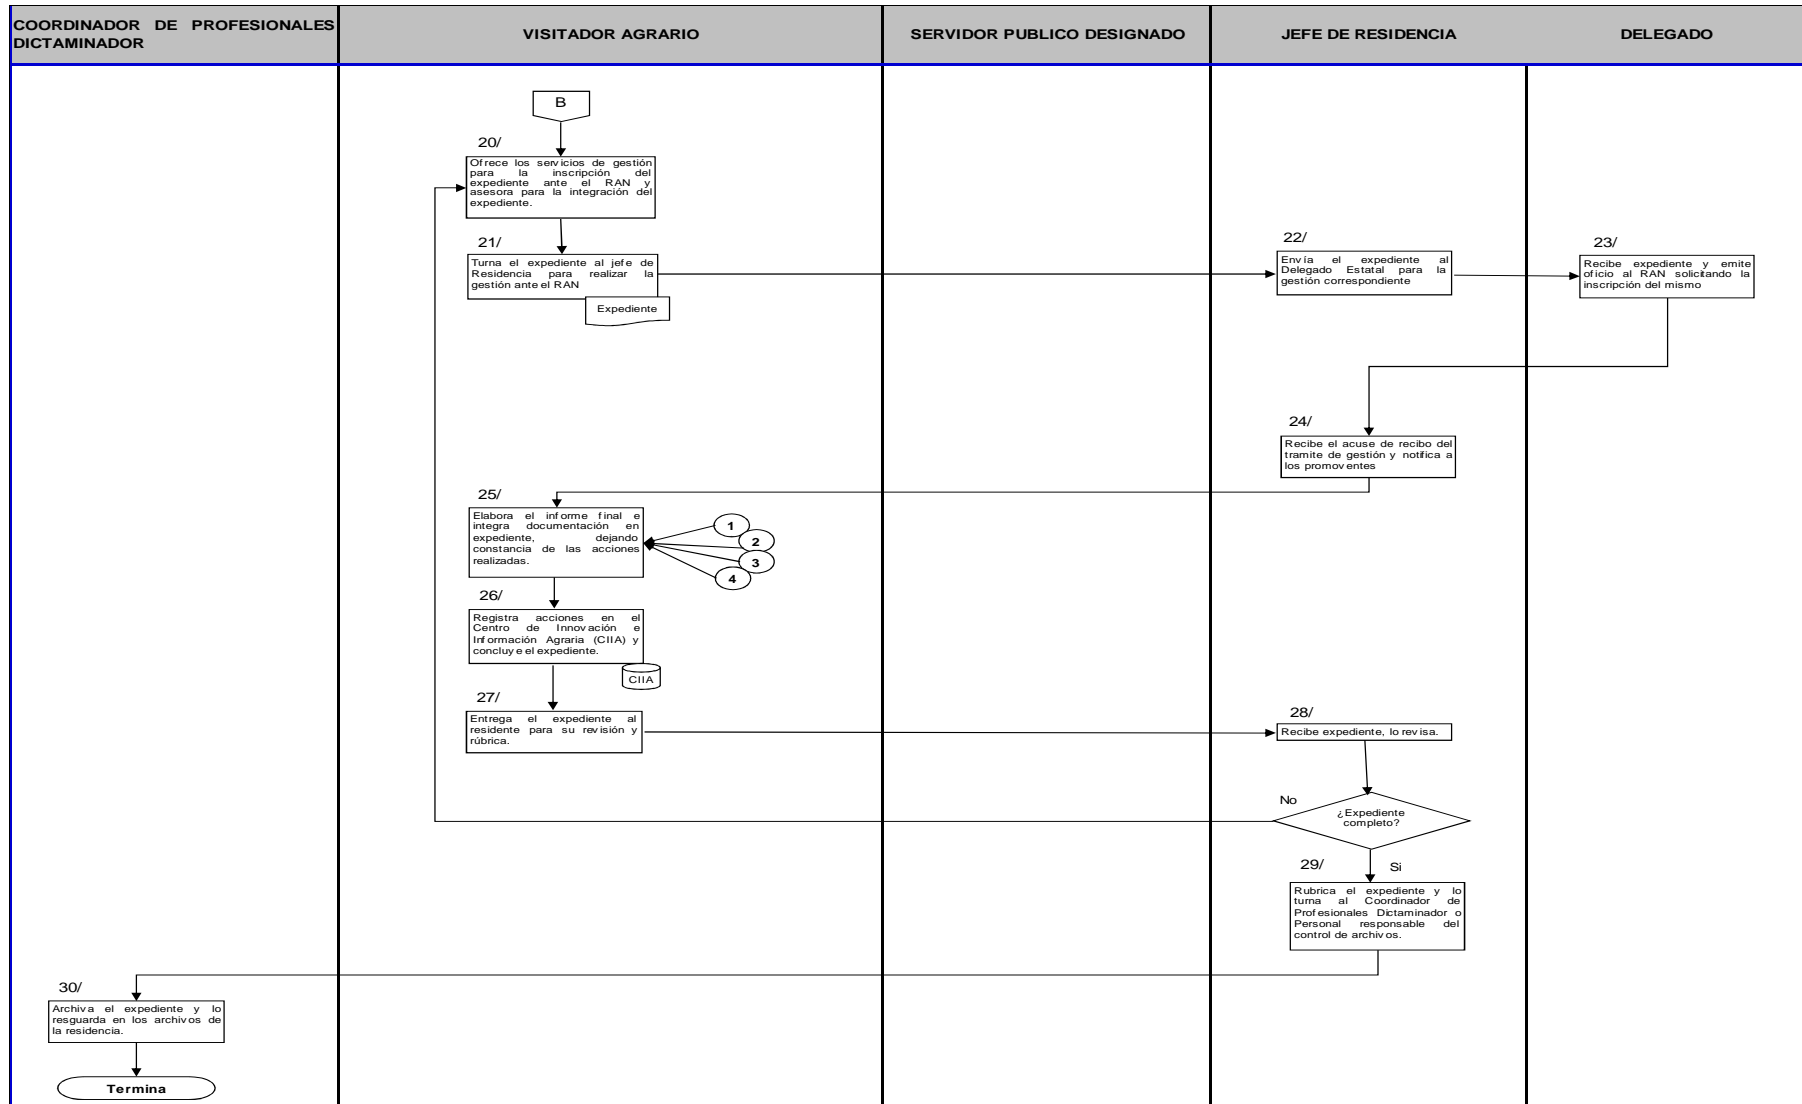 COORDINADOR DE PROFESIONALES
DICTAMINADOR
VISITADOR AGRARIO
SERVIDOR PUBLICO DESIGNADO
JEFE DE RESIDENCIA
DELEGADO
B
20/
Ofrece los servicios de gestión
para la inscripción del
expediente ante el RAN y
asesora para la integración del
expediente.
21/
Turna el expediente al jefe de
Residencia para realizar la
gestión ante el RAN
Expediente
22/
Envía el expediente al
Delegado Estatal para la
gestión correspondiente
23/
Recibe expediente y emite
oficio al RAN solicitando la
inscripción del mismo
24/
Recibe el acuse de recibo del
tramite de gestión y notifica a
los promoventes
25/
Elabora el informe final e
integra documentación en
expediente, dejando
constancia de las acciones
realizadas.
1
2
3
4
26/
Registra acciones en el
Centro de Innovación e
Información Agraria (CIIA) y
concluye el expediente.
CIIA
27/
Entrega el expediente al
residente para su revisión y
rúbrica.
28/
Recibe expediente, lo revisa.
No
¿Expediente
completo?
29/
Si
Rubrica el expediente y lo
turna al Coordinador de
Profesionales Dictaminador o
Personal responsable del
control de archivos.
30/
Archiva el expediente y lo
resguarda en los archivos de
la residencia.
Termina